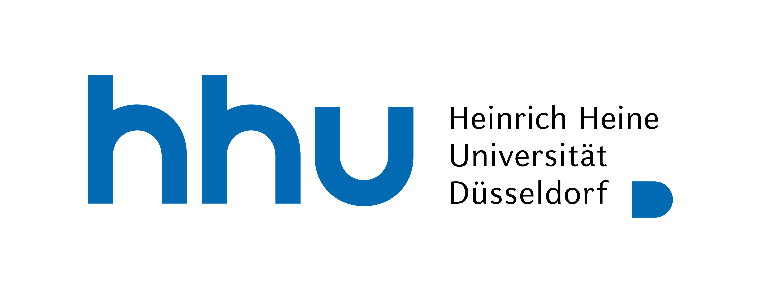 hhu
Heinrich Heine
Universität
Düsseldorf